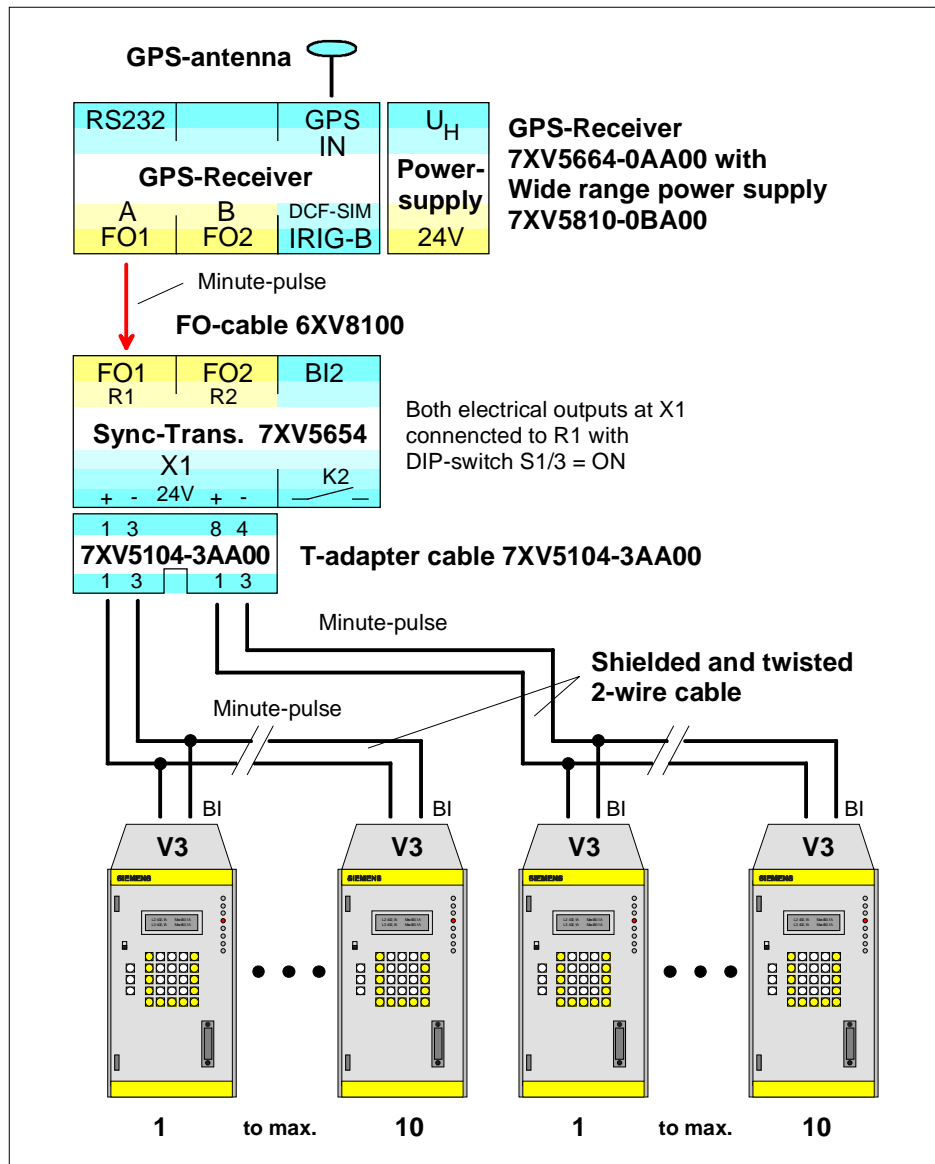 GPS-antenna
RS232
GPS
IN
GPS-Receiver
A
B
DCF-SIM
FO1
FO2
IRIG-B
UH
Power-
supply
24V
GPS-Receiver
7XV5664-0AA00 with
Wide range power supply
7XV5810-0BA00
Minute-pulse
FO-cable 6XV8100
FO1
FO2
BI2
R1
R2
Sync-Trans. 7XV5654
X1
K2
+ - 24V + -
Both electrical outputs at X1
connencted to R1 with
DIP-switch S1/3 = ON
1 3 8 4
7XV5104-3AA00
1 3 1 3
T-adapter cable 7XV5104-3AA00
Minute-pulse
Shielded and twisted
2-wire cable
Minute-pulse
BI
BI
BI
BI
V3
V3
V3
V3
SIEMENS
SIEMENS
SIEMENS
SIEMENS
1 to max. 10 1 to max. 10